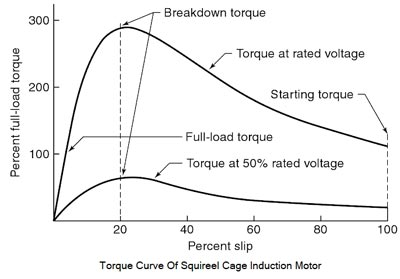 Breakdown torque
300
Torque at rated voltage
Percent full-load torque
200
Starting torque
Full-load torque
100
Torque at 50% rated voltage
20
40
60
80
100
Percent slip
Torque Curve Of Squireel Cage Induction Motor